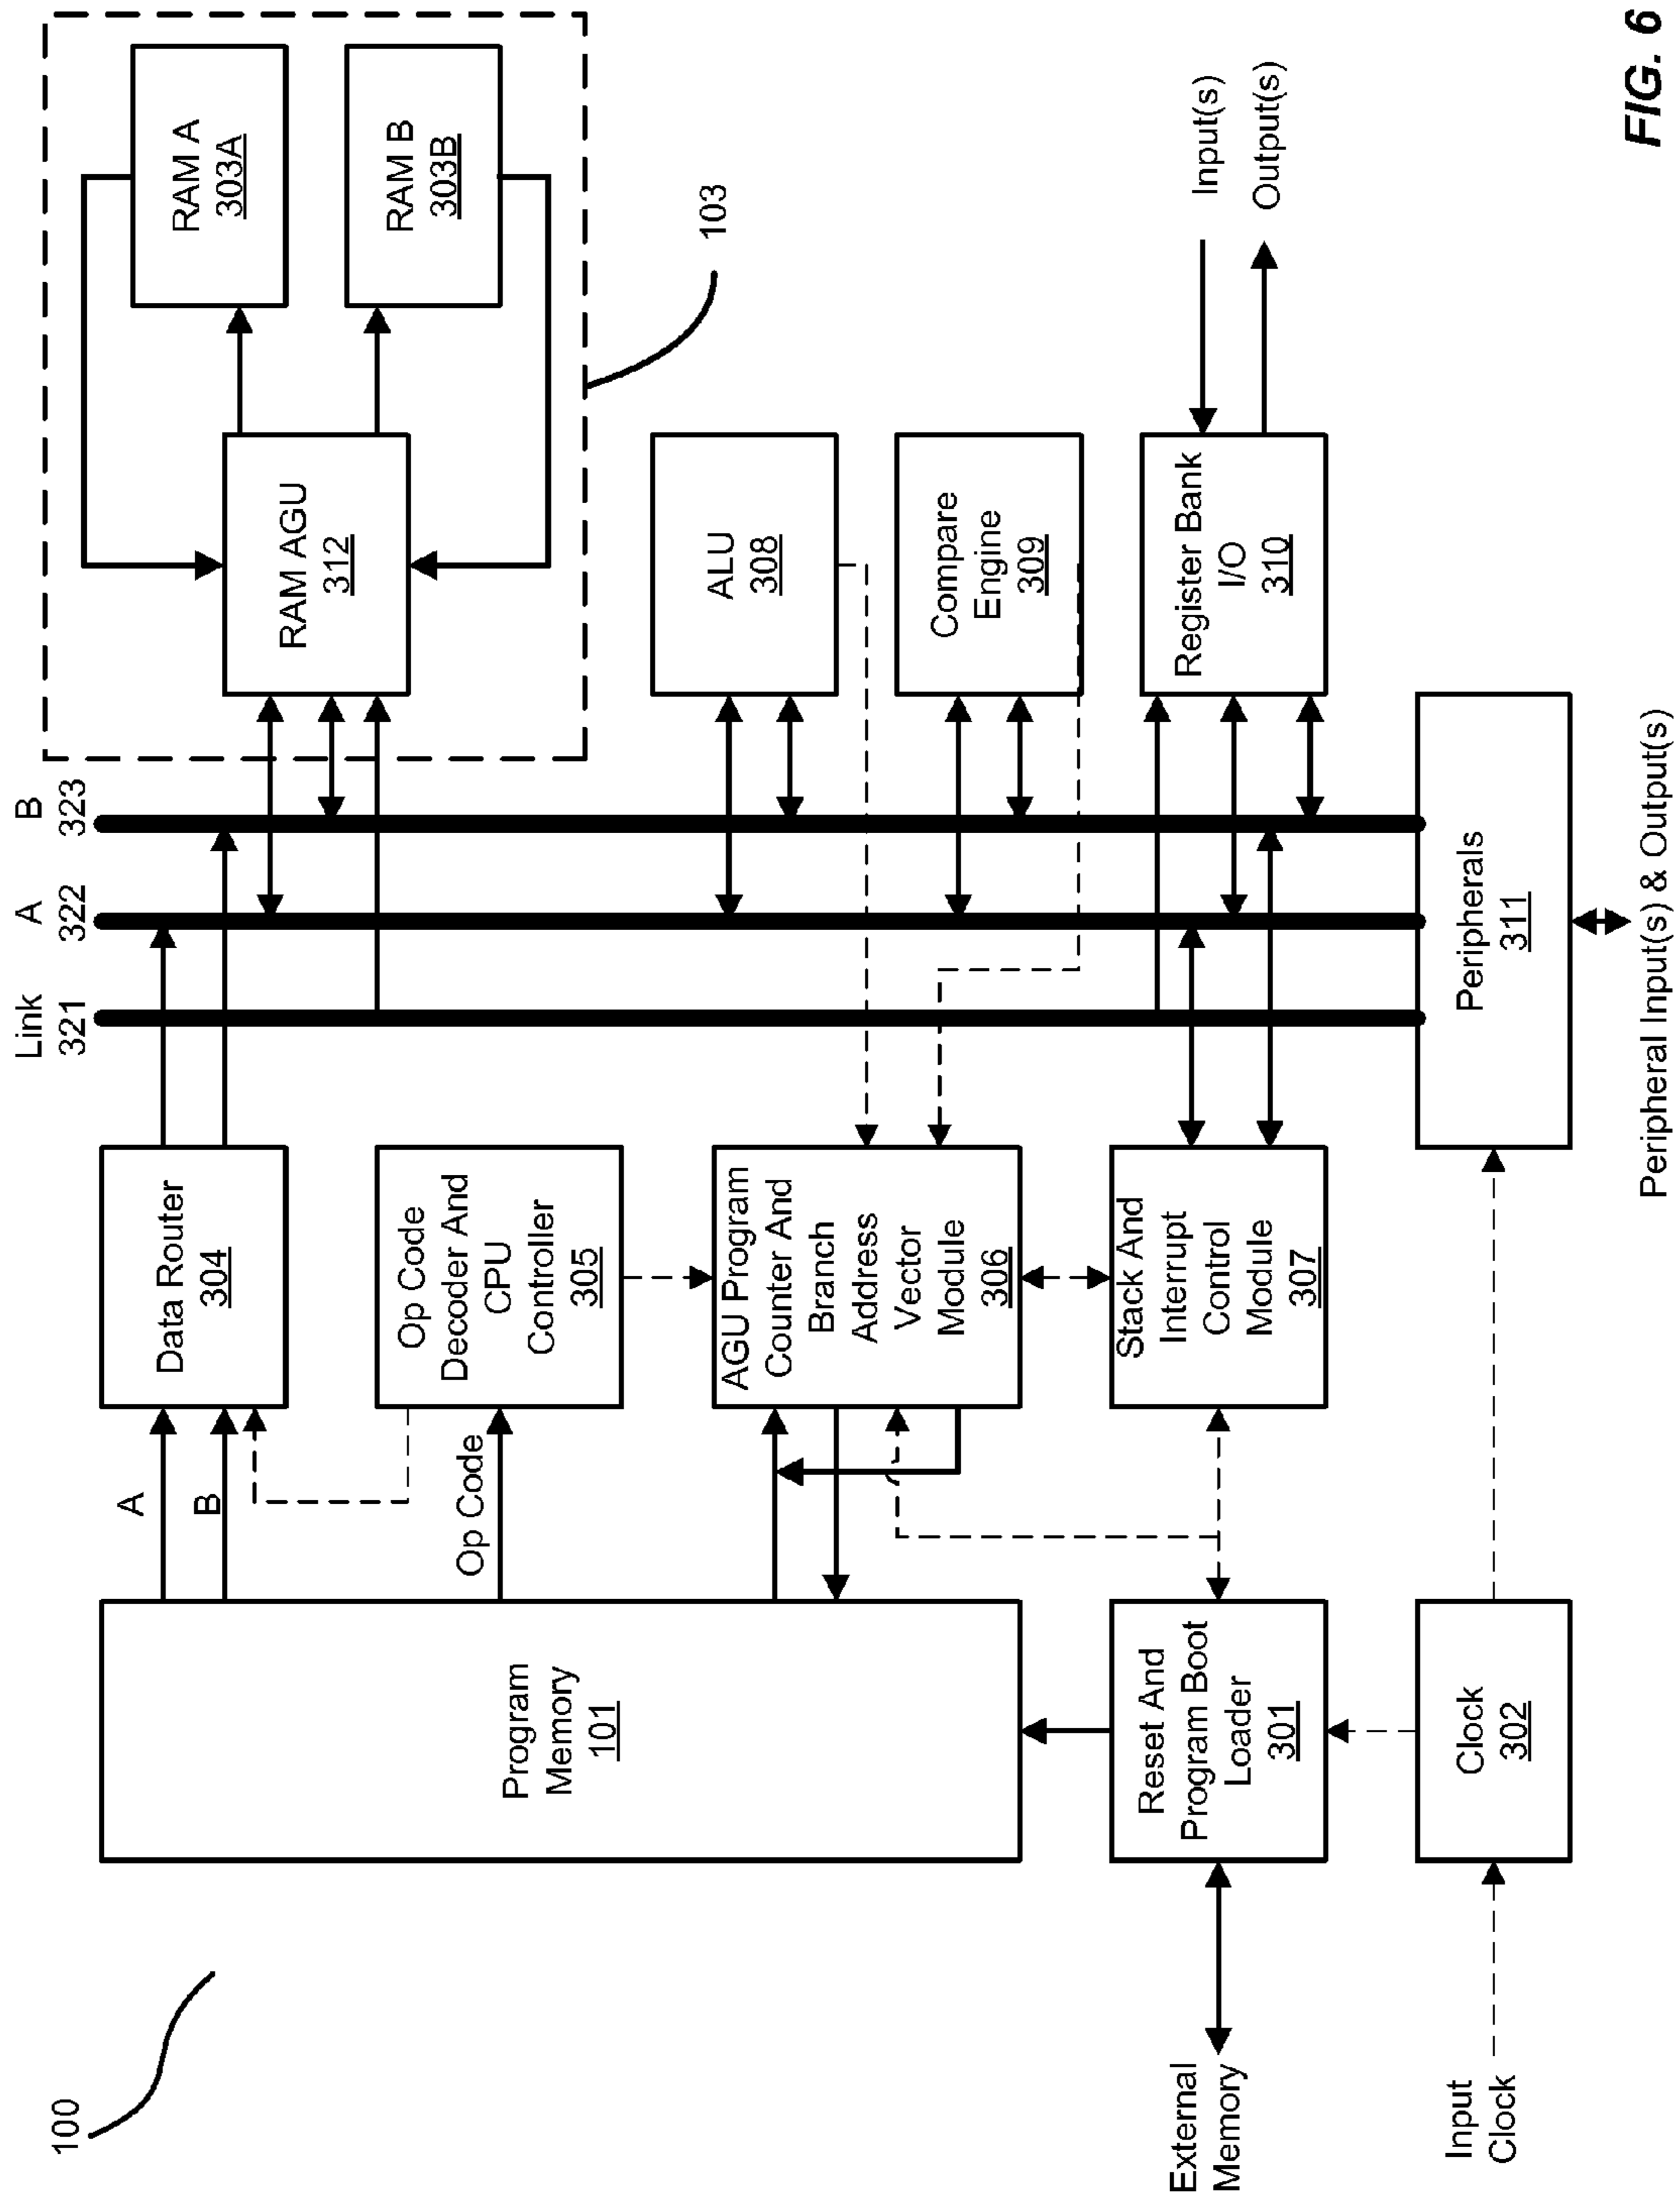 100
External
Memory
Input
Clock
Program
Memory
101
Reset And
Program Boot
Loader
301
Clock
302
A
B
Op Code
Data Router
304
Op Code
Decoder And
CPU
Controller
305
AGU Program
Counter And
Branch
Address
Vector
Module
306
Stack And
Interrupt
Control
Module
307
Link
321
A
322
B
323
Peripherals
311
Peripheral Input(s) & Output(s)
RAM AGU
312
RAM A
303A
RAM B
303B
103
ALU
308
Compare
Engine
309
Register Bank
I/O
310
Input(s)
Output(s)
FIG. 6